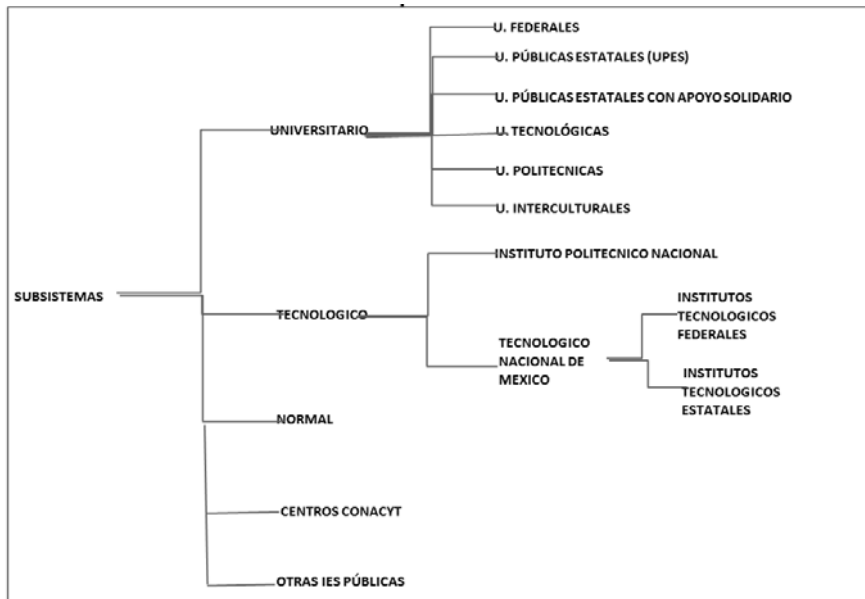 U. FEDERALES
U. PÚBLICAS ESTATALES (UPES)
U. PÚBLICAS ESTATALES CON APOYO SOLIDARIO
UNIVERSITARIO
U. TECNOLÓGICAS
U. POLITECNICAS
U. INTERCULTURALES
INSTITUTO POLITECNICO NACIONAL
SUBSISTEMAS
TECNOLOGICO
INSTITUTOS
TECNOLOGICOS
FEDERALES
TECNOLOGICO
NACIONAL DE
MEXICO
INSTITUTOS
TECNOLOGICOS
ESTATALES
NORMAL
CENTROS CONACYT
OTRAS IES PÚBLICAS